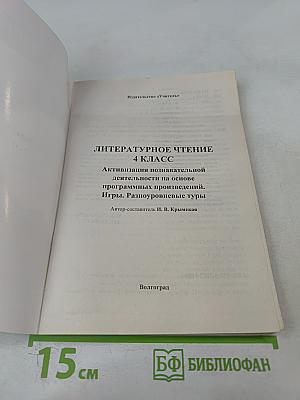 Издательство «Учитель»
ЛИТЕРАТУРНОЕ ЧТЕНИЕ
4 КЛАСС
Активизация познавательной
деятельности на основе
программных произведений.
Игры. Разноуровневые туры
Автор-составитель И. В. Крымская
Волгоград
15 см
БФ БИБЛИОФАН